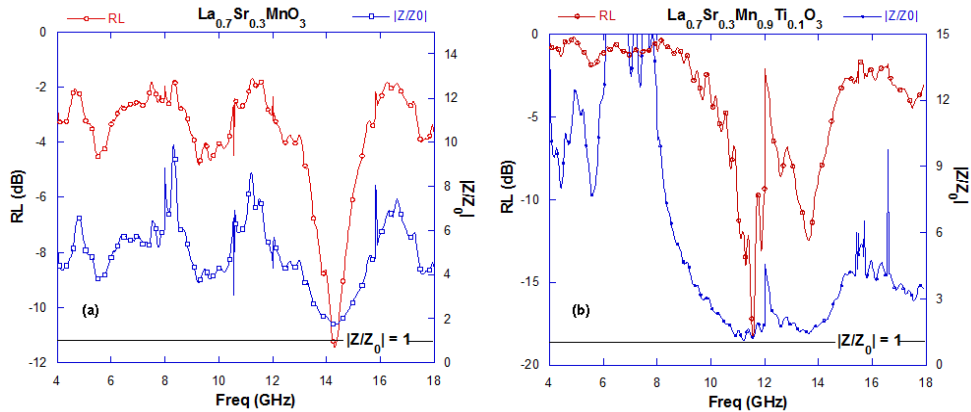 La0.7Sr0.3MnO3
RL
|Z/Z0|
0
-2
-4
-6
-8
-10
-12
RL (dB)
14
12
10
8
6
4
2
0
|Z/Z0|
(a)
|Z/Z0| = 1
4 6 8 10 12 14 16 18
Freq (GHz)
La0.7Sr0.3Mn0.9Ti0.1O3
RL
|Z/Z0|
0
-5
-10
-15
-20
RL (dB)
15
12
9
6
3
0
|Z/Z0|
(b)
|Z/Z0| = 1
4 6 8 10 12 14 16 18
Freq (GHz)